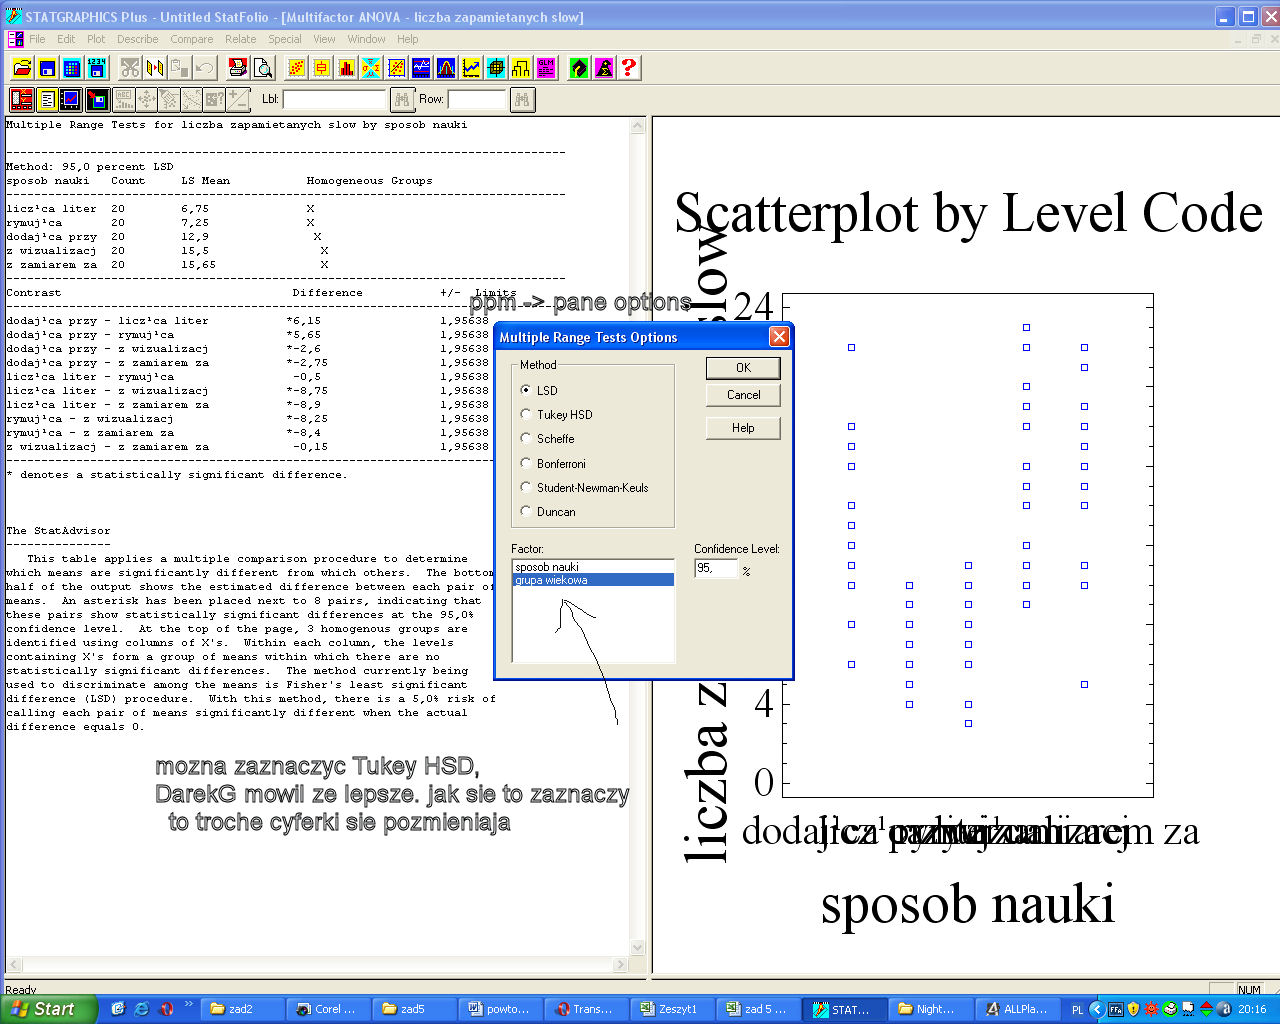 STATGRAPHICS Plus - Untitled StatFolio - [Multifactor ANOVA - liczba zapamietanych slow]
File Edit Plot Describe Compare Relate Special View Window Help
Lbl: Row:
Multiple Range Tests for liczba zapamietanych slow by sposob nauki
--------------------------------------------------------------------------------
Method: 95,0 percent LSD
sposob nauki Count LS Mean Homogeneous Groups
--------------------------------------------------------------------------------
licz¹ca liter 20 6,75 X
rymuj¹ca 20 7,25 X
dodaj¹ca przy 20 12,9 X
z wizualizacj 20 15,5 X
z zamiarem za 20 15,65 X
--------------------------------------------------------------------------------
Contrast Difference +/- Limits
--------------------------------------------------------------------------------
dodaj¹ca przy - licz¹ca liter *6,15 1,95638
dodaj¹ca przy - rymuj¹ca *5,65 1,95638
dodaj¹ca przy - z wizualizacj *-2,6 1,95638
dodaj¹ca przy - z zamiarem za *-2,75 1,95638
licz¹ca liter - rymuj¹ca -0,5 1,95638
licz¹ca liter - z wizualizacj *-8,75 1,95638
licz¹ca liter - z zamiarem za *-8,9 1,95638
rymuj¹ca - z wizualizacj *-8,25 1,95638
rymuj¹ca - z zamiarem za *-8,4 1,95638
z wizualizacj - z zamiarem za -0,15 1,95638
--------------------------------------------------------------------------------
* denotes a statistically significant difference.
The StatAdvisor
---------------
This table applies a multiple comparison procedure to determine
which means are significantly different from which others. The bottom
half of the output shows the estimated difference between each pair of
means. An asterisk has been placed next to 8 pairs, indicating that
these pairs show statistically significant differences at the 95,0%
confidence level. At the top of the page, 3 homogenous groups are
identified using columns of X's. Within each column, the levels
containing X's form a group of means within which there are no
statistically significant differences. The method currently being
used to discriminate among the means is Fisher's least significant
difference (LSD) procedure. With this method, there is a 5,0% risk of
calling each pair of means significantly different when the actual
difference equals 0.
ppm -> pane options
Multiple Range Tests Options
Method
LSD
Tukey HSD
Scheffe
Bonferroni
Student-Newman-Keuls
Duncan
OK
Cancel
Help
Factor:
sposob nauki
grupa wiekowa
Confidence Level:
95, %
mozna zaznaczyc Tukey HSD,
DarekG mowil ze lepsze. jak sie to zaznaczy
to troche cyferki sie pozmieniaja
Scatterplot by Level Code
24
4
0
liczba z
slow
dodaj¹ca przy
zamiarem za
sposob nauki
Ready NUM
Start zad2 Corel ... zad5 powto... Trans... Zeszyt1 zad 5 ... STAT... Night... ALLPla... PL 20:16